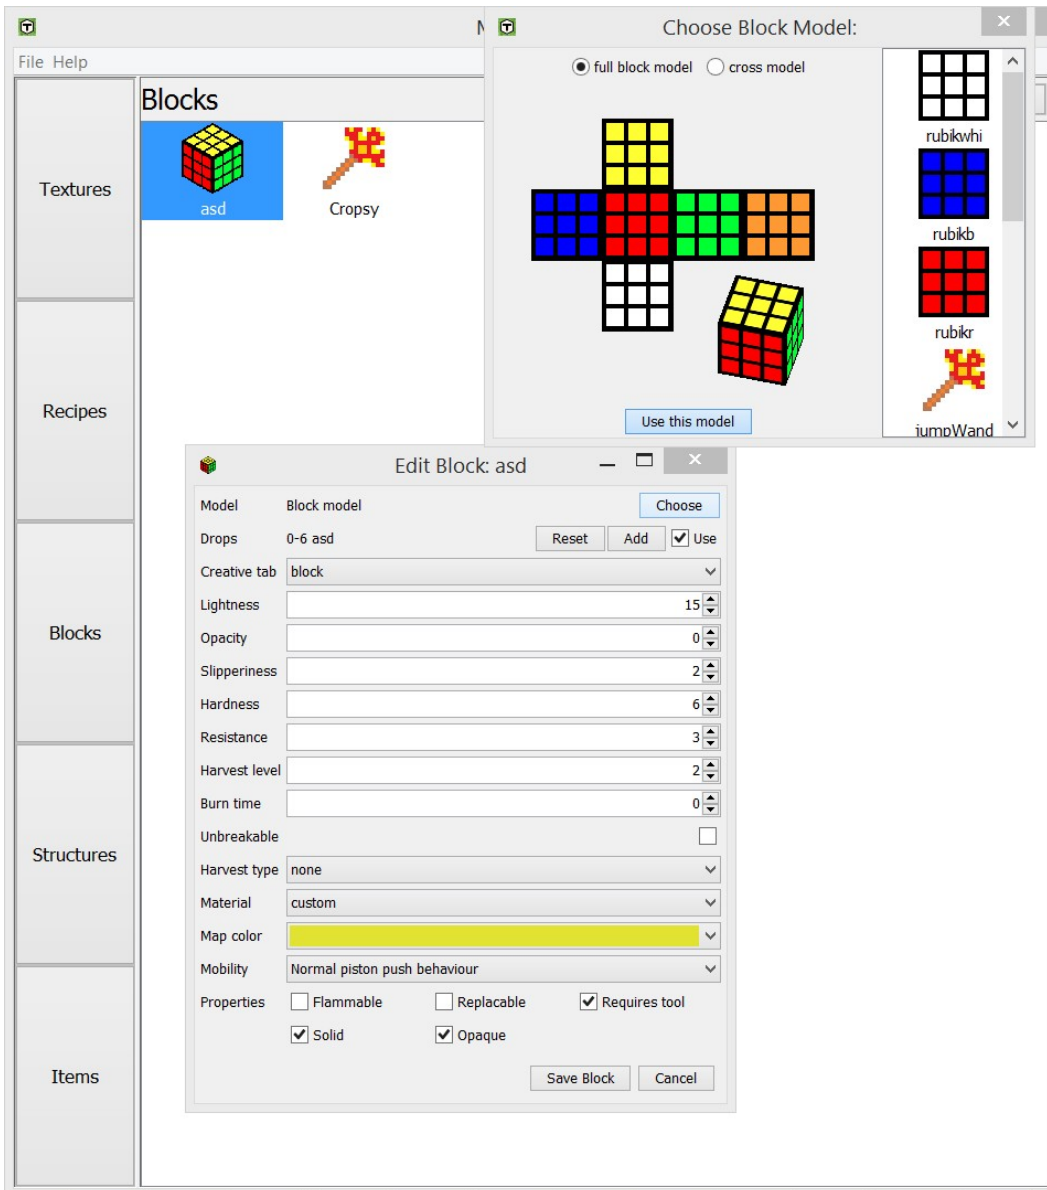 Choose Block Model:
File Help
full block model cross model
Blocks
rubikwhi
asd Cropsy
rubikb
rubikr
jumpWand
Use this model
Textures
Recipes
Blocks
Structures
Items
Edit Block: asd
Model Block model Choose
Drops 0-6 asd Reset Add Use
Creative tab block
Lightness 15
Opacity 0
Slipperiness 2
Hardness 6
Resistance 3
Harvest level 2
Burn time 0
Unbreakable
Harvest type none
Material custom
Map color
Mobility Normal piston push behaviour
Properties Flammable Replacable Requires tool
Solid Opaque
Save Block Cancel